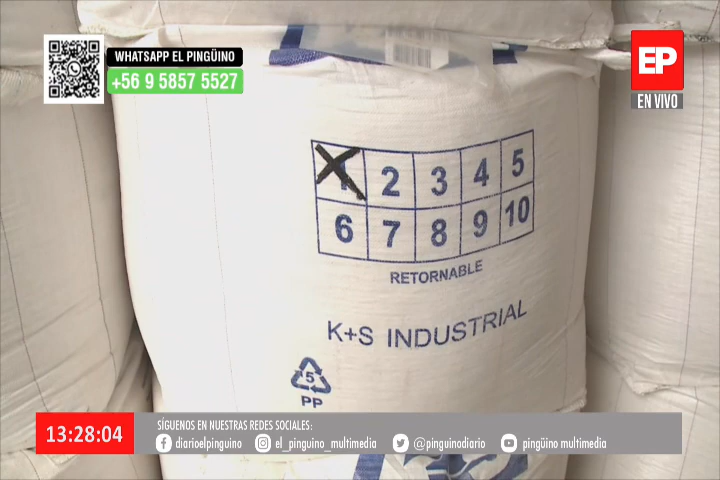 WHATSAPP EL PINGÜINO
+56 9 5857 5527
EP
EN VIVO
1 2 3 4 5
6 7 8 9 10
RETORNABLE
K+S INDUSTRIAL
5
PP
13:28:04
SÍGUENOS EN NUESTRAS REDES SOCIALES:
diarioelpinguino el_pinguino_multimedia @pinguinodiario pingüino multimedia